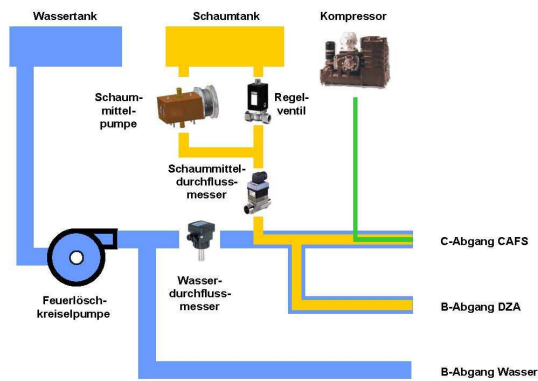 Wassertank
Schaumtank
Kompressor
Schaum-
mittel-
pumpe
Regel-
ventil
Schaummittel-
durchfluss-
messer
C-Abgang CAFS
Wasser-
durchfluss-
messer
Feuerlösch-
kreiselpumpe
B-Abgang DZA
B-Abgang Wasser